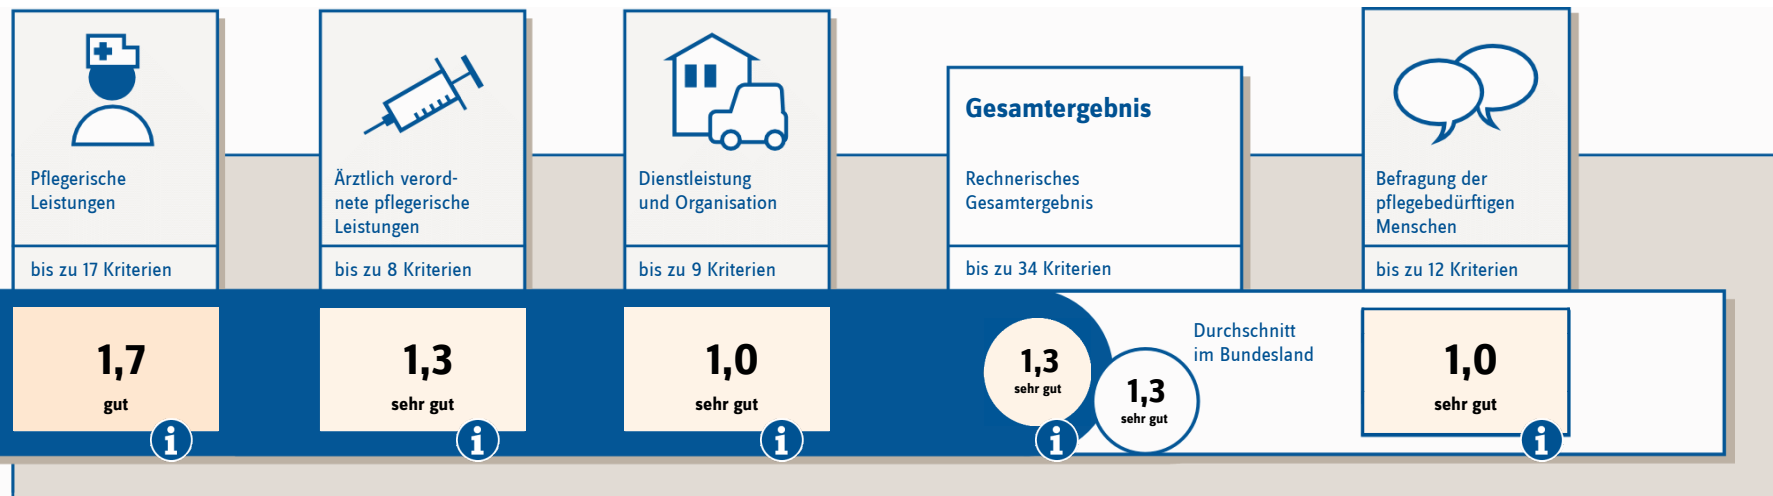 Pflegerische
Leistungen
bis zu 17 Kriterien
1,7
gut
i
Ärztlich verord-
nete pflegerische
Leistungen
bis zu 8 Kriterien
1,3
sehr gut
i
Dienstleistung
und Organisation
bis zu 9 Kriterien
1,0
sehr gut
i
Gesamtergebnis
Rechnerisches
Gesamtergebnis
bis zu 34 Kriterien
1,3
sehr gut
i
Durchschnitt
im Bundesland
1,3
sehr gut
Befragung der
pflegebedürftigen
Menschen
bis zu 12 Kriterien
1,0
sehr gut
i